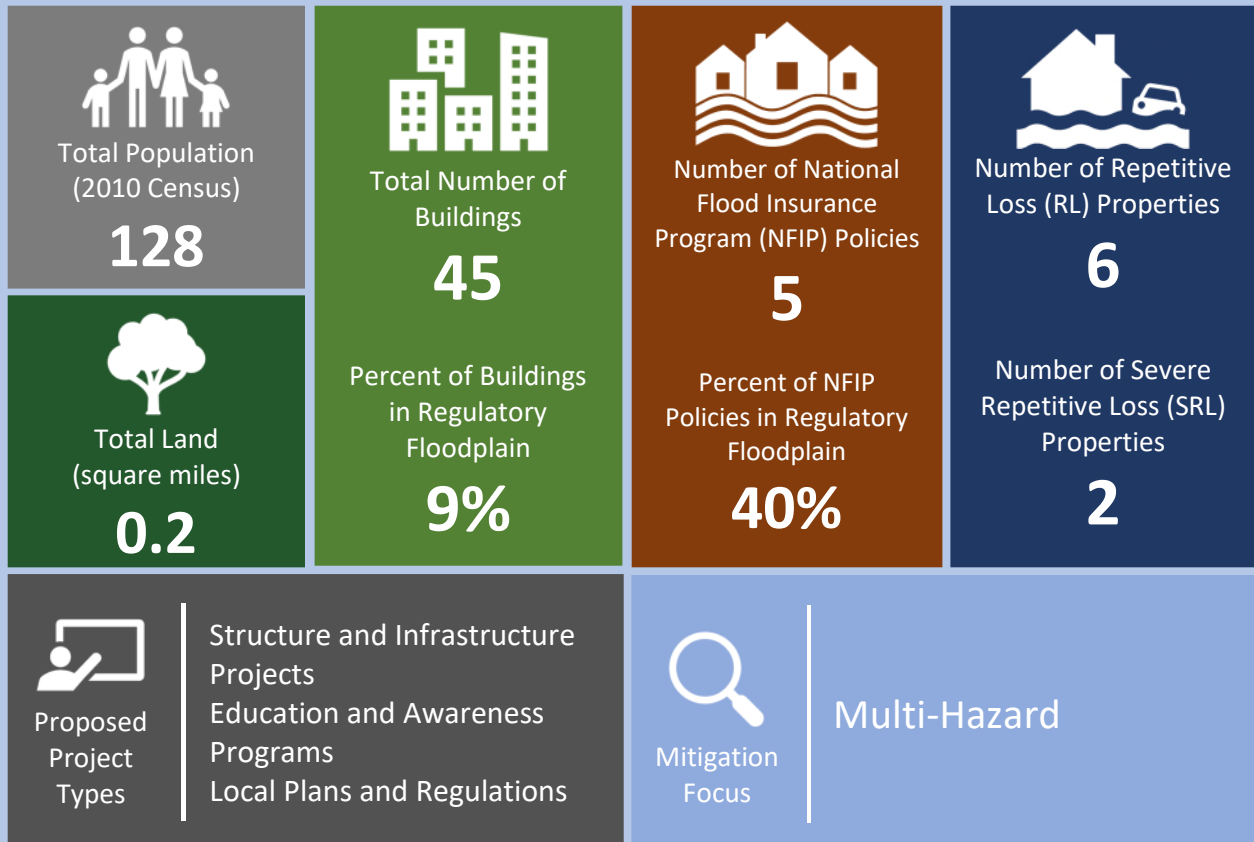 Total Population
(2010 Census)
128
Total Land
(square miles)
0.2
Total Number of
Buildings
45
Percent of Buildings
in Regulatory
Floodplain
9%
Number of National
Flood Insurance
Program (NFIP) Policies
5
Percent of NFIP
Policies in Regulatory
Floodplain
40%
Number of Repetitive
Loss (RL) Properties
6
Number of Severe
Repetitive Loss (SRL)
Properties
2
Proposed
Project
Types
Structure and Infrastructure
Projects
Education and Awareness
Programs
Local Plans and Regulations
Mitigation
Focus
Multi-Hazard